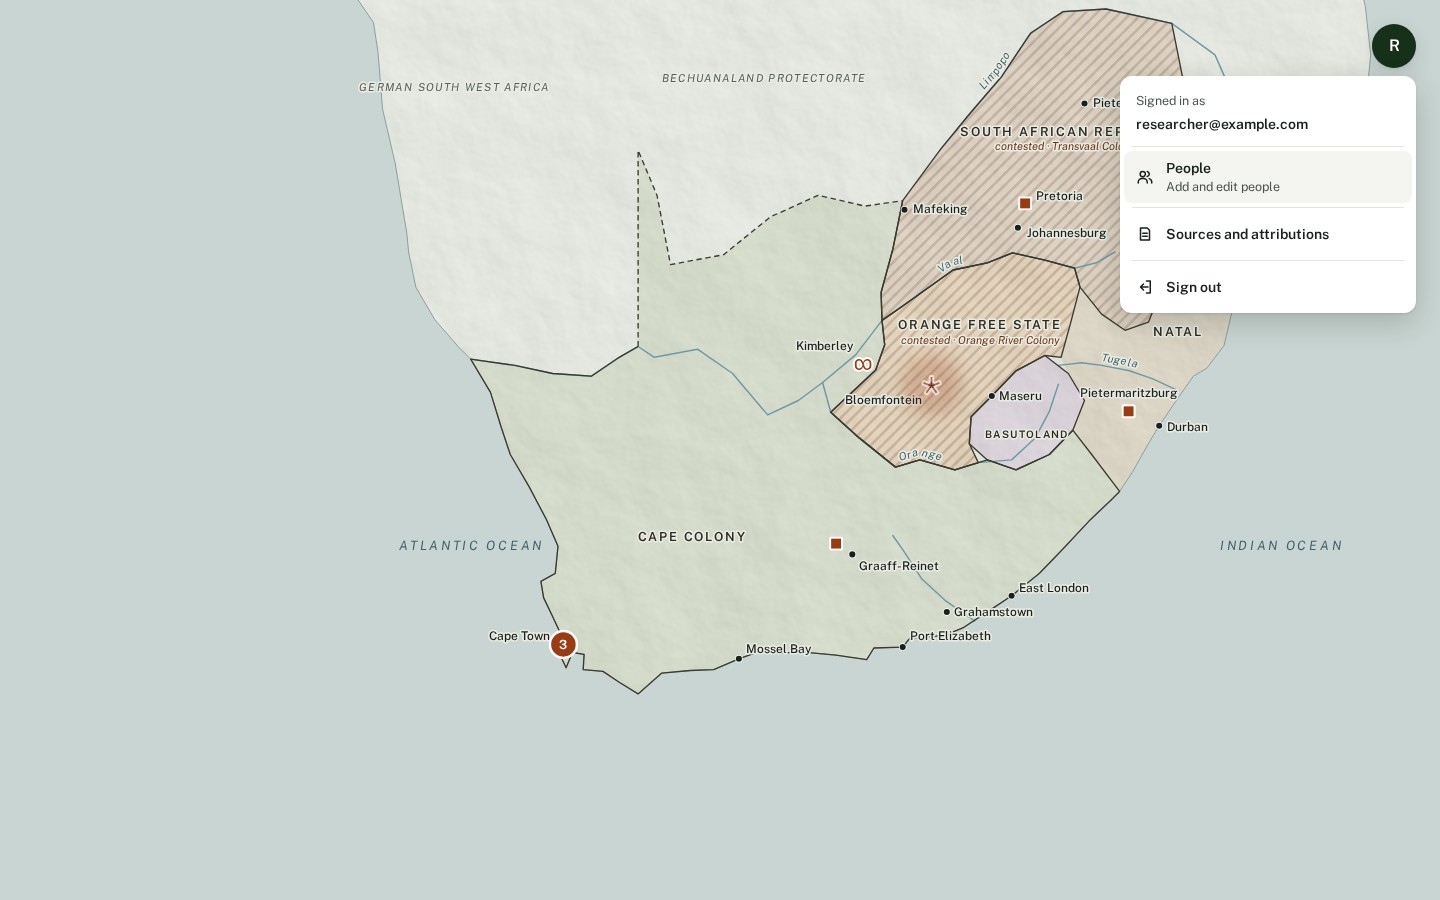 R
Signed in as
researcher@example.com
People
Add and edit people
Sources and attributions
Sign out
GERMAN SOUTH WEST AFRICA
BECHUANALAND PROTECTORATE
Limpopo
SOUTH AFRICAN
contested · Transvaal
Pretoria
Mafeking
Johannesburg
Vaal
ORANGE FREE STATE
contested · Orange River Colony
NATAL
Kimberley
Tugela
Bloemfontein
Maseru
Pietermaritzburg
Durban
BASUTOLAND
Orange
CAPE COLONY
ATLANTIC OCEAN
INDIAN OCEAN
Graaff-Reinet
East London
Grahamstown
Cape Town
3
Port Elizabeth
Mossel Bay